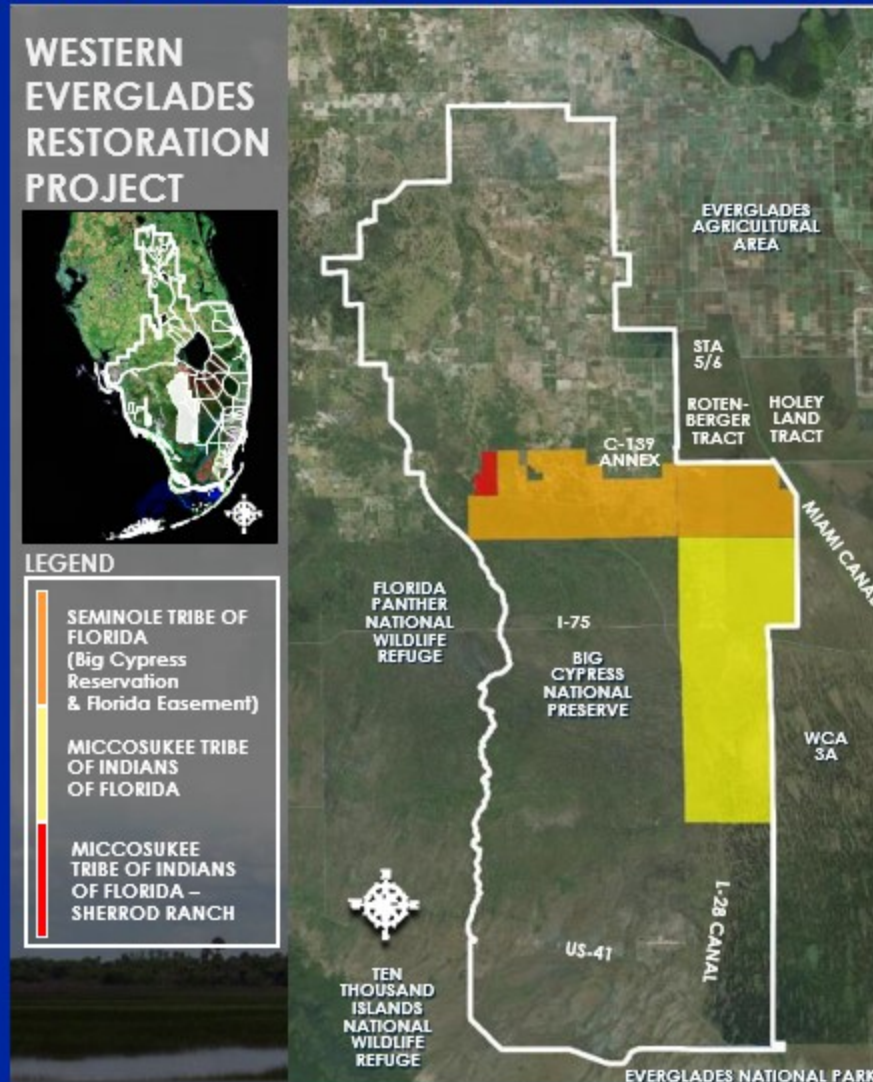 WESTERN
EVERGLADES
RESTORATION
PROJECT
LEGEND
SEMINOLE TRIBE OF
FLORIDA
(Big Cypress
Reservation
& Florida Easement)
MICCOSUKEE TRIBE
OF INDIANS
OF FLORIDA
MICCOSUKEE
TRIBE OF INDIANS
OF FLORIDA –
SHERROD RANCH
EVERGLADES
AGRICULTURAL
AREA
STA
5/6
ROTEN-
BERGER
TRACT
HOLEY
LAND
TRACT
C-139
ANNEX
MIAMI CANAL
FLORIDA
PANTHER
NATIONAL
WILDLIFE
REFUGE
I-75
BIG
CYPRESS
NATIONAL
PRESERVE
WCA
3A
L-28 CANAL
US-41
TEN
THOUSAND
ISLANDS
NATIONAL
WILDLIFE
REFUGE
EVERGLADES NATIONAL PARK